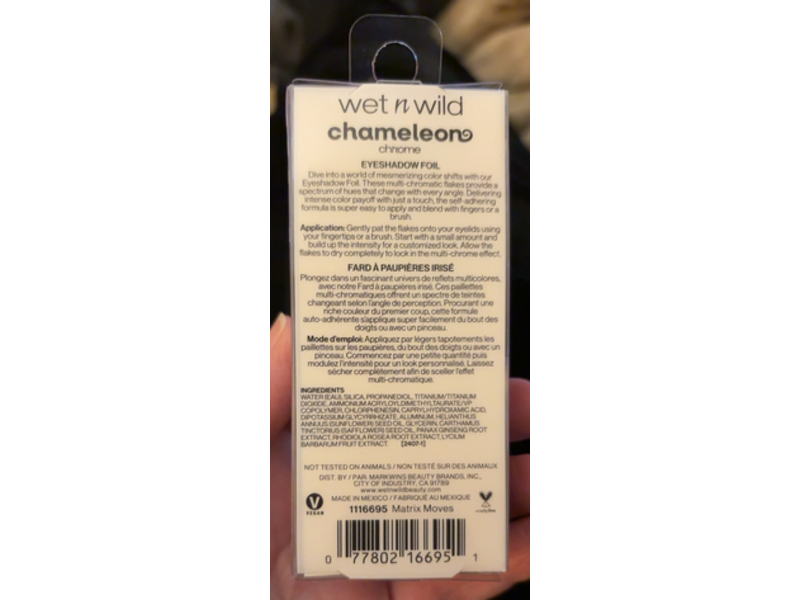 wet n wild
chameleon
chrome
EYESHADOW FOIL
Dive into a world of mesmerizing color shifts with our
Eyeshadow Foil. These multi-chromatic flakes provide a
spectrum of hues that change with every angle. Delivering
intense color payoff with just a touch, the self-adhering
formula is super easy to apply and blend with fingers or a
brush.
Application: Gently pat the flakes onto your eyelids using
your fingertips or a brush. Start with a small amount and
build up the intensity for a customized look. Allow the
flakes to dry completely to lock in the multi-chrome effect.
FARD À PAUPIÈRES IRISÉ
Plongez dans un fascinant univers de reflets multicolores,
avec notre Fard à paupières irisé. Ces paillettes
multi-chromatiques offrent un spectre de teintes
changeant selon l'angle de perception. Procurant une
riche couleur du premier coup, cette formule
auto-adhérente s'applique super facilement du bout des
doigts ou avec un pinceau.
Mode d'emploi: Appliquez par légers tapotements les
paillettes sur les paupières, du bout des doigts ou avec un
pinceau. Commencez par une petite quantité puis
modulez l'intensité pour un look personnalisé. Laissez
sécher complètement afin de sceller l'effet
multi-chromatique.
INGREDIENTS
WATER (EAU), SILICA, PROPANEDIOL, TITANIUM/TITANIUM
DIOXIDE, AMMONIUM ACRYLOYLDIMETHYLTAURATE/VP
COPOLYMER, CHLORPHENESIN, CAPRYLHYDROXAMIC ACID,
DIPOTASSIUM GLYCYRRHIZATE, ALUMINUM, HELIANTHUS
ANNUUS (SUNFLOWER) SEED OIL, GLYCERIN, CARTHAMUS
TINCTORIUS (SAFFLOWER) SEED OIL, PANAX GINSENG ROOT
EXTRACT, RHODIOLA ROSEA ROOT EXTRACT, LYCIUM
BARBARUM FRUIT EXTRACT. [2407-1]
NOT TESTED ON ANIMALS / NON TESTÉ SUR DES ANIMAUX
DIST. BY / PAR: MARKWINS BEAUTY BRANDS, INC.,
CITY OF INDUSTRY, CA 91789
www.wetnwildbeauty.com
MADE IN MEXICO / FABRIQUÉ AU MEXIQUE
V
VEGAN
1116695 Matrix Moves
0 77802 16695 1